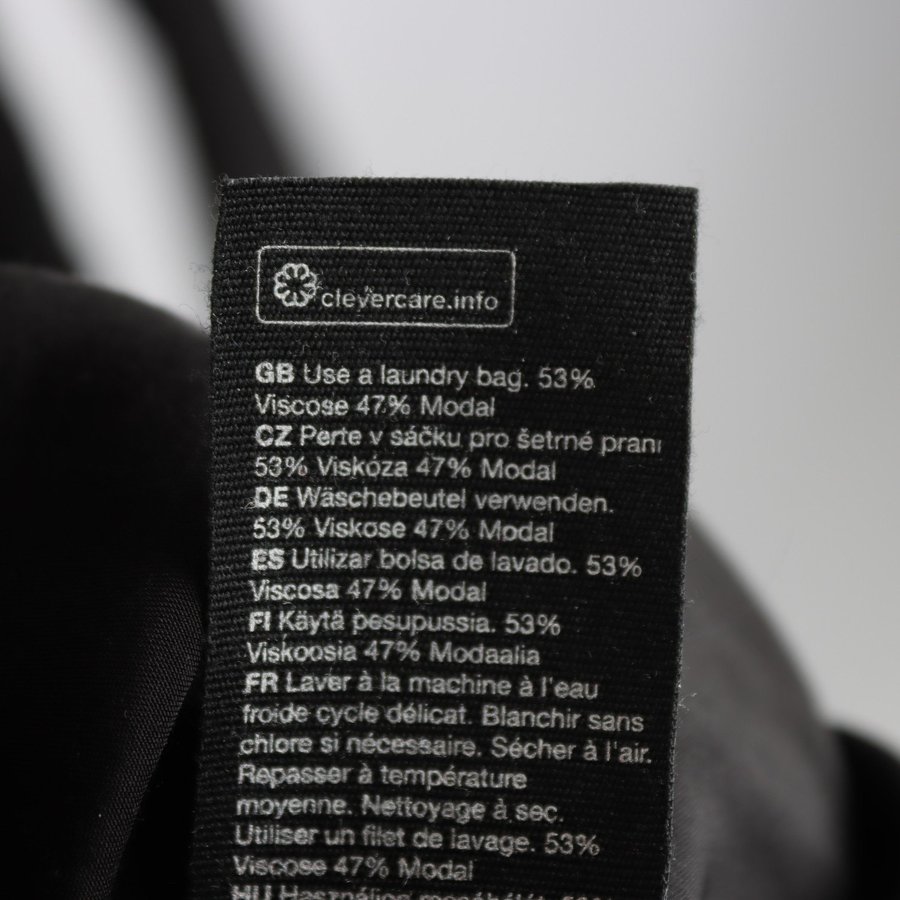 clevercare.info
GB Use a laundry bag. 53%
Viscose 47% Modal
CZ Perte v sáčku pro šetrné praní
53% Viskóza 47% Modal
DE Wäschebeutel verwenden.
53% Viskose 47% Modal
ES Utilizar bolsa de lavado. 53%
Viscosa 47% Modal
FI Käytä pesupussia. 53%
Viskoosia 47% Modaalia
FR Laver à la machine à l'eau
froide cycle délicat. Blanchir sans
chlore si nécessaire. Sécher à l'air.
Repasser à température
moyenne. Nettoyage à sec.
Utiliser un filet de lavage. 53%
Viscose 47% Modal
HU Használjon